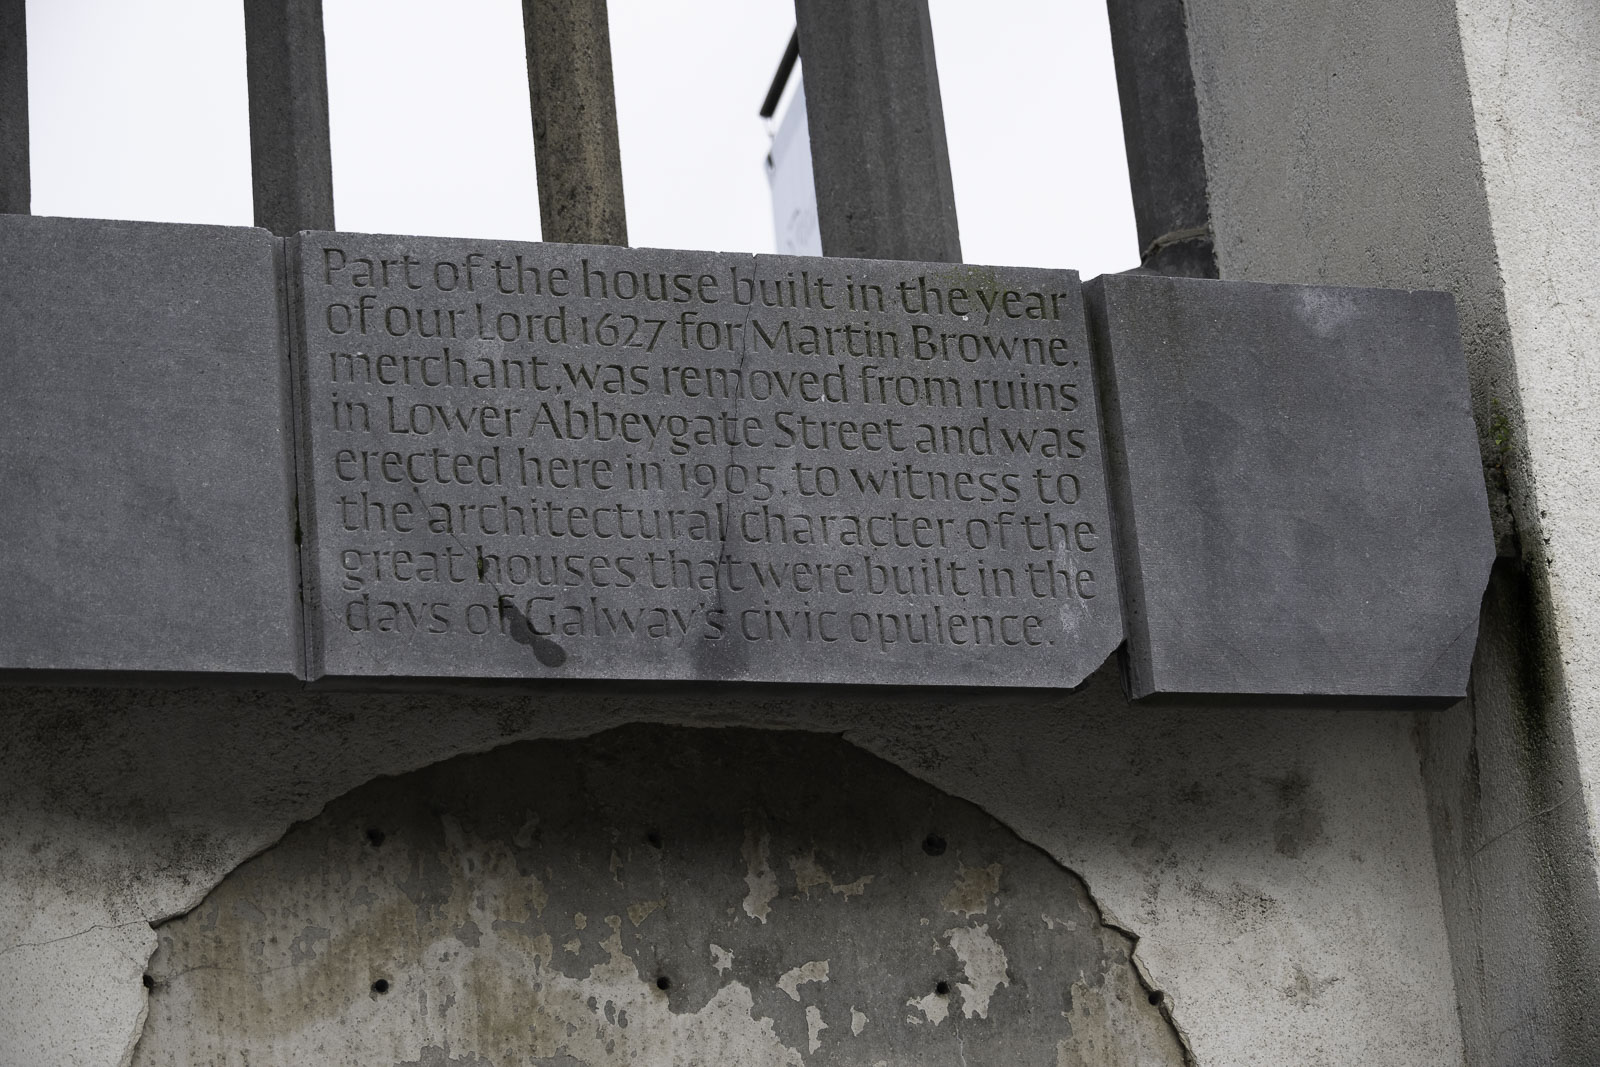 Part of the house built in the year
of our Lord 1627 for Martin Browne,
merchant, was removed from ruins
in Lower Abbeygate Street and was
erected here in 1905, to witness to
the architectural character of the
great houses that were built in the
days of Galway's civic opulence.